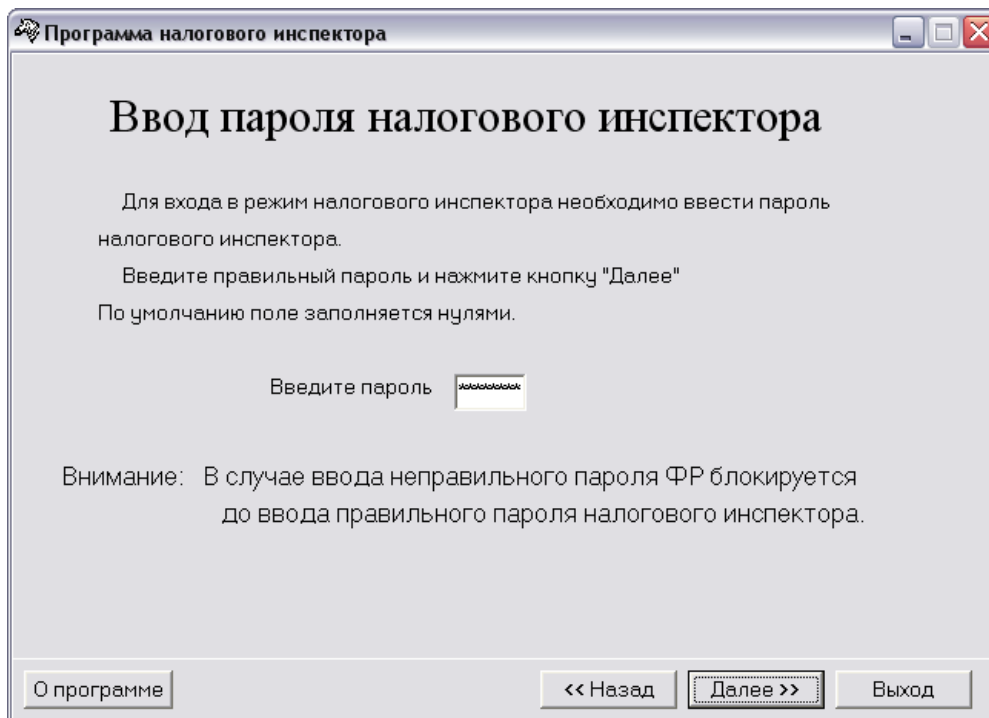 Программа налогового инспектора
Ввод пароля налогового инспектора
Для входа в режим налогового инспектора необходимо ввести пароль
налогового инспектора.
Введите правильный пароль и нажмите кнопку "Далее"
По умолчанию поле заполняется нулями.
Введите пароль
Внимание: В случае ввода неправильного пароля ФР блокируется
до ввода правильного пароля налогового инспектора.
О программе << Назад Далее >> Выход